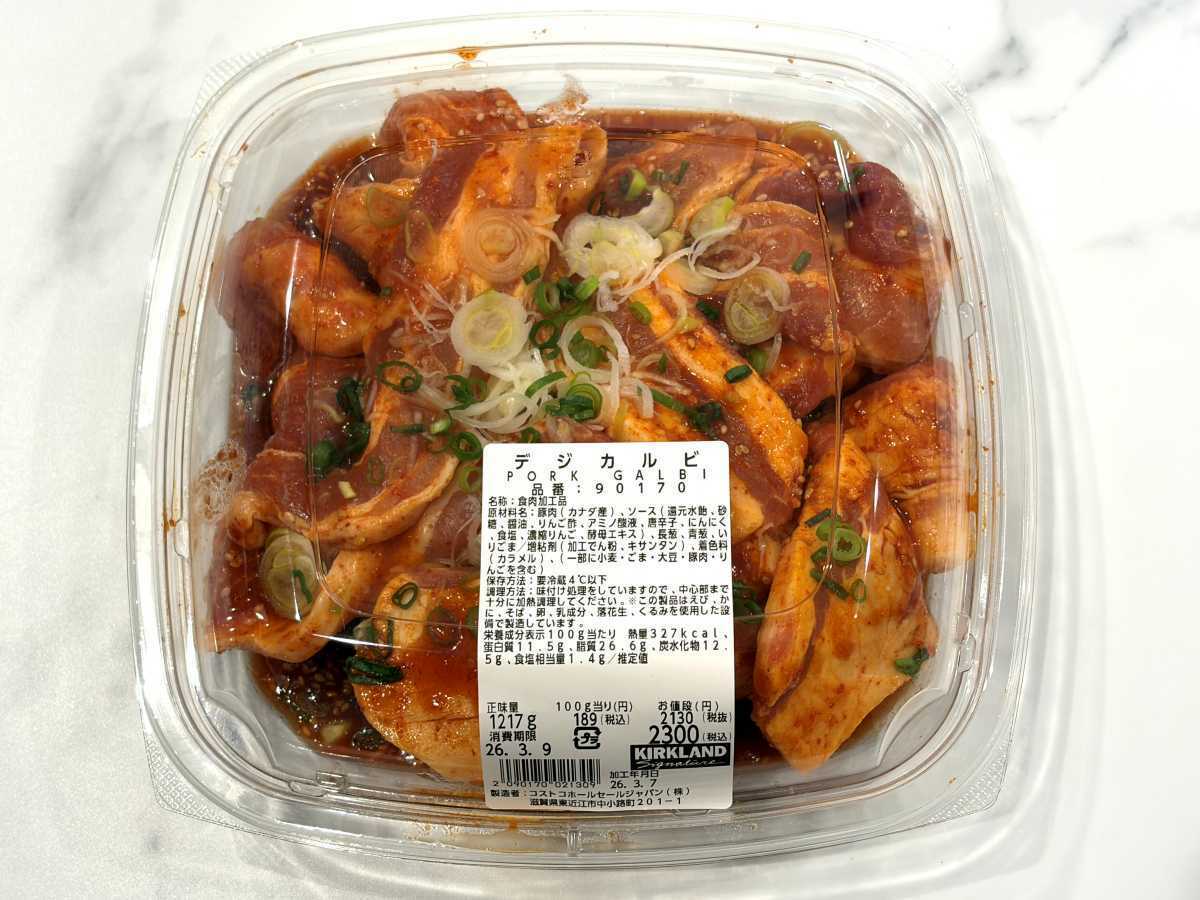 デジカルビ
PORK GALBI
品番:90170
名称:食肉加工品
原材料名:豚肉(カナダ産)、ソース(還元水飴、砂
糖、醤油、りんご酢、アミノ酸液、唐辛子、にんにく
、食塩、濃縮りんご、酵母エキス)、長葱、青葱、い
りごま/増粘剤(加工でん粉、キサンタン)、着色料
(カラメル)、(一部に小麦・ごま・大豆・豚肉・り
んごを含む)
保存方法:要冷蔵4℃以下
調理方法:味付け処理をしていますので、中心部まで
十分に加熱調理してください。※この製品はえび、か
に、そば、卵、乳成分、落花生、くるみを使用した設
備で製造しています。
栄養成分表示100g当たり 熱量327kcal、
蛋白質11.5g、脂質26.6g、炭水化物12.
5g、食塩相当量1.4g/推定値
正味量 100g当り(円) お値段(円)
1217g 189(税込) 2130(税抜)
消費期限 プラ 2300(税込)
26.3.9 KIRKLAND
Signature
加工年月日
2 90170 021309 26.3.7
製造者:コストコホールセールジャパン(株)
滋賀県東近江市中小路町201-1